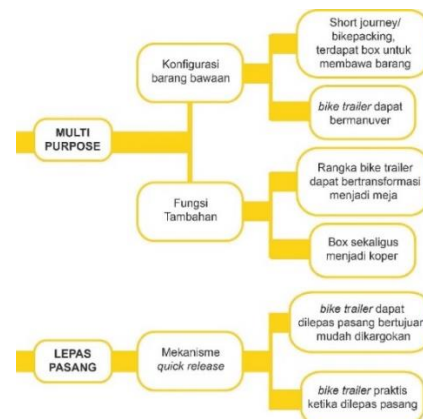 MULTI
PURPOSE
Konfigurasi
barang bawaan
Short journey/
bikepacking,
terdapat box untuk
membawa barang
bike trailer dapat
bermanuver
Fungsi
Tambahan
Rangka bike trailer
dapat bertransformasi
menjadi meja
Box sekaligus
menjadi koper
LEPAS
PASANG
Mekanisme
quick release
bike trailer dapat
dilepas pasang bertujuan
mudah dikargokan
bike trailer praktis
ketika dilepas pasang